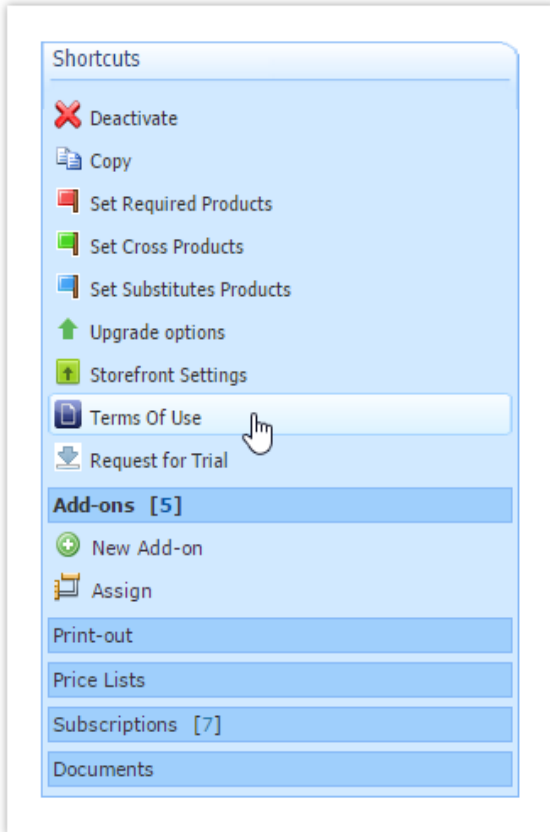 Shortcuts
Deactivate
Copy
Set Required Products
Set Cross Products
Set Substitutes Products
Upgrade options
Storefront Settings
Terms Of Use
Request for Trial
Add-ons [5]
New Add-on
Assign
Print-out
Price Lists
Subscriptions [7]
Documents